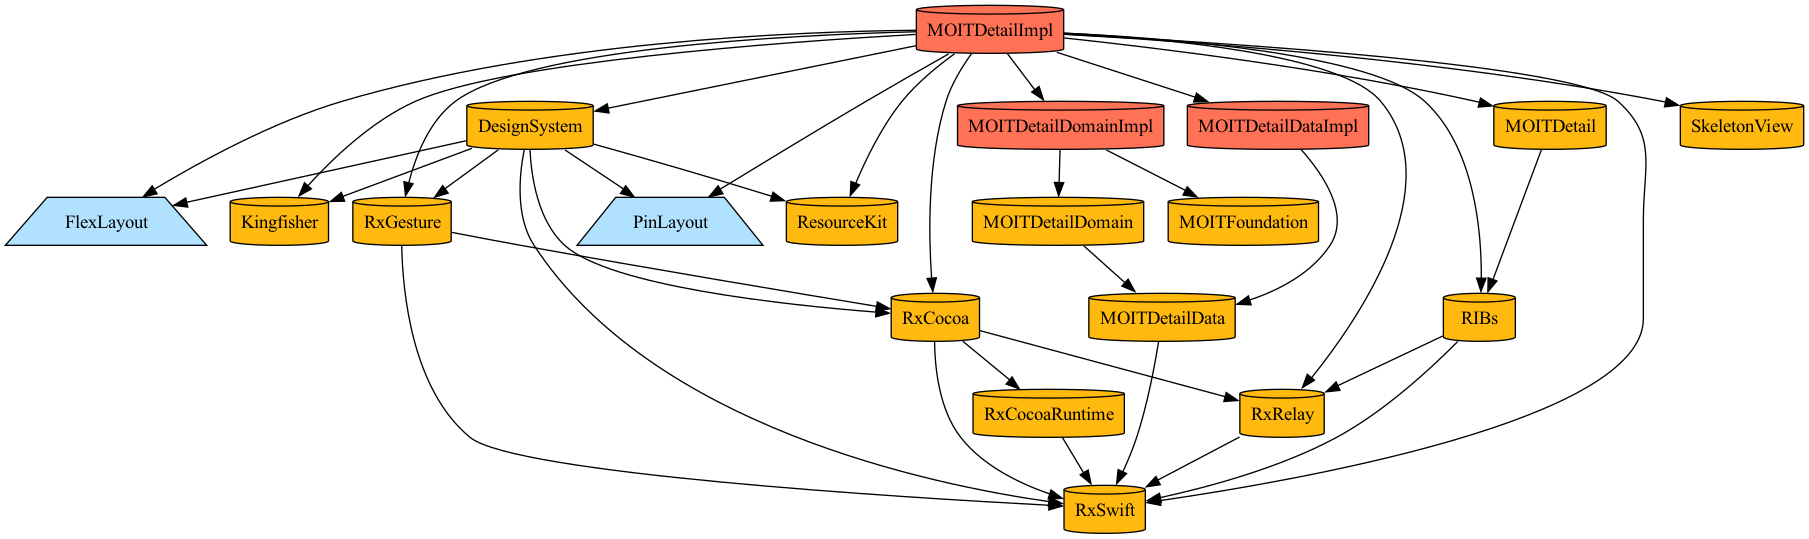 MOITDetailImpl
DesignSystem
MOITDetailDomainImpl
MOITDetailDataImpl
MOITDetail
SkeletonView
FlexLayout
Kingfisher
RxGesture
PinLayout
ResourceKit
MOITDetailDomain
MOITFoundation
RxCocoa
MOITDetailData
RIBs
RxCocoaRuntime
RxRelay
RxSwift